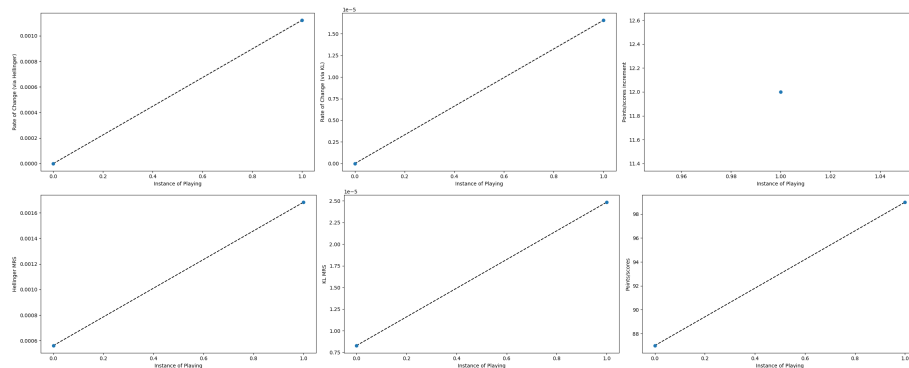 Rate of Change (via Hellinger)
0.0010
0.0008
0.0006
0.0004
0.0002
0.0000
0.0 0.2 0.4 0.6 0.8 1.0
Instance of Playing
1e-5
Rate of Change (via KL)
1.50
1.25
1.00
0.75
0.50
0.25
0.00
0.0 0.2 0.4 0.6 0.8 1.0
Instance of Playing
Points/scores increment
12.6
12.4
12.2
12.0
11.8
11.6
11.4
0.96 0.98 1.00 1.02 1.04
Instance of Playing
Hellinger MRS
0.0016
0.0014
0.0012
0.0010
0.0008
0.0006
0.0 0.2 0.4 0.6 0.8 1.0
Instance of Playing
1e-5
KL MRS
2.50
2.25
2.00
1.75
1.50
1.25
1.00
0.75
0.0 0.2 0.4 0.6 0.8 1.0
Instance of Playing
Points/scores
98
96
94
92
90
88
0.0 0.2 0.4 0.6 0.8 1.0
Instance of Playing